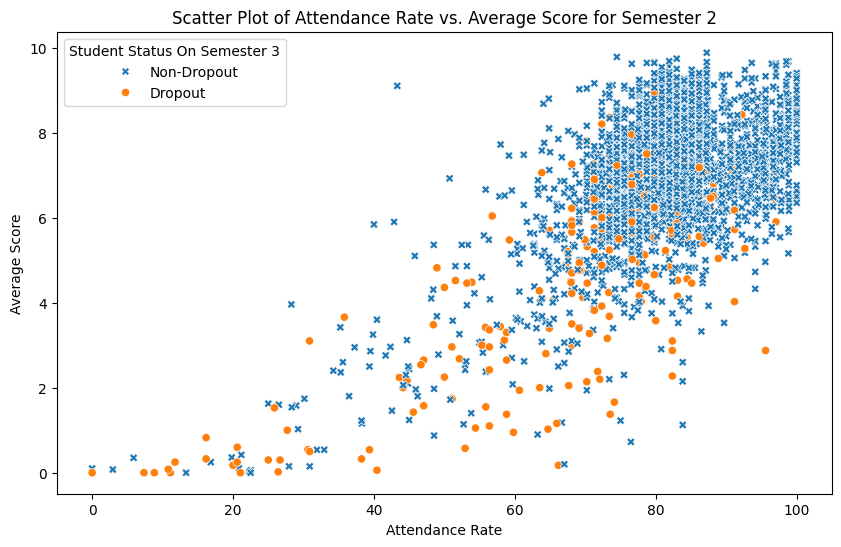 Scatter Plot of Attendance Rate vs. Average Score for Semester 2
Student Status On Semester 3
Non-Dropout
Dropout
10
8
6
4
2
0
Average Score
0 20 40 60 80 100
Attendance Rate